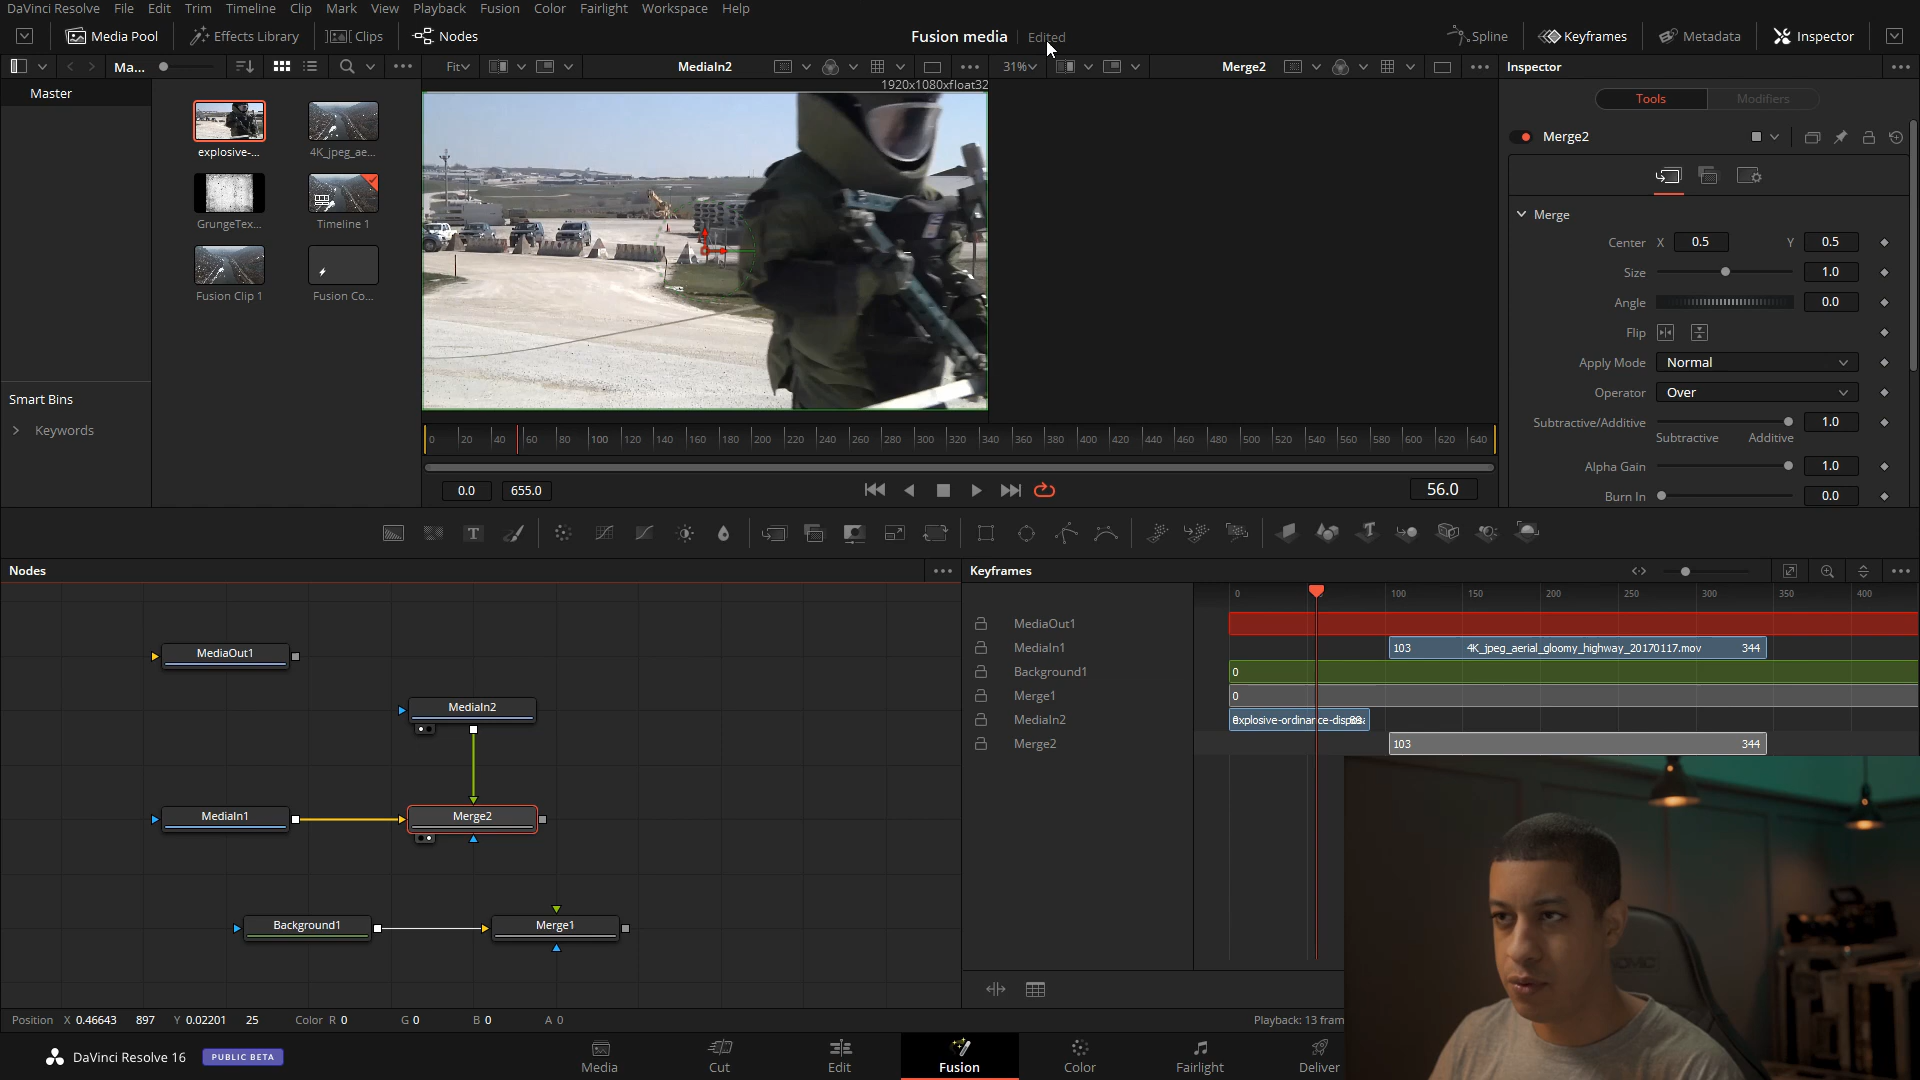 DaVinci Resolve File Edit Trim Timeline Clip Mark View Playback Fusion Color Fairlight Workspace Help
Media Pool Effects Library Clips Nodes Fusion media Edited Spline Keyframes Metadata Inspector
Ma... Fit MediaIn2 31% Merge2 Inspector
1920x1080xfloat32
Master
Tools Modifiers
Merge2
explosive-... 4K_jpeg_ae...
Merge
GrungeTex... Timeline 1
Center X 0.5 Y 0.5
Size 1.0
Fusion Clip 1 Fusion Co...
Angle 0.0
Flip
Apply Mode Normal
Operator Over
Smart Bins
Subtractive/Additive 1.0
Subtractive Additive
Keywords
0 20 40 60 80 100 120 140 160 180 200 220 240 260 280 300 320 340 360 380 400 420 440 460 480 500 520 540 560 580 600 620 640
Alpha Gain 1.0
0.0 655.0 56.0
Burn In 0.0
T T
Nodes Keyframes
0 100 150 200 250 300 350 400
MediaOut1
MediaIn1 103 4K_jpeg_aerial_gloomy_highway_20170117.mov 344
Background1 0
Merge1 0
MediaIn2
Merge2 103 344
MediaOut1
MediaIn2
MediaIn1
Merge2
Background1
Merge1
Position X 0.46643 897 Y 0.02201 25 Color R 0 G 0 B 0 A 0 Playback: 13 fram
DaVinci Resolve 16 PUBLIC BETA Media Cut Edit Fusion Color Fairlight Deliver